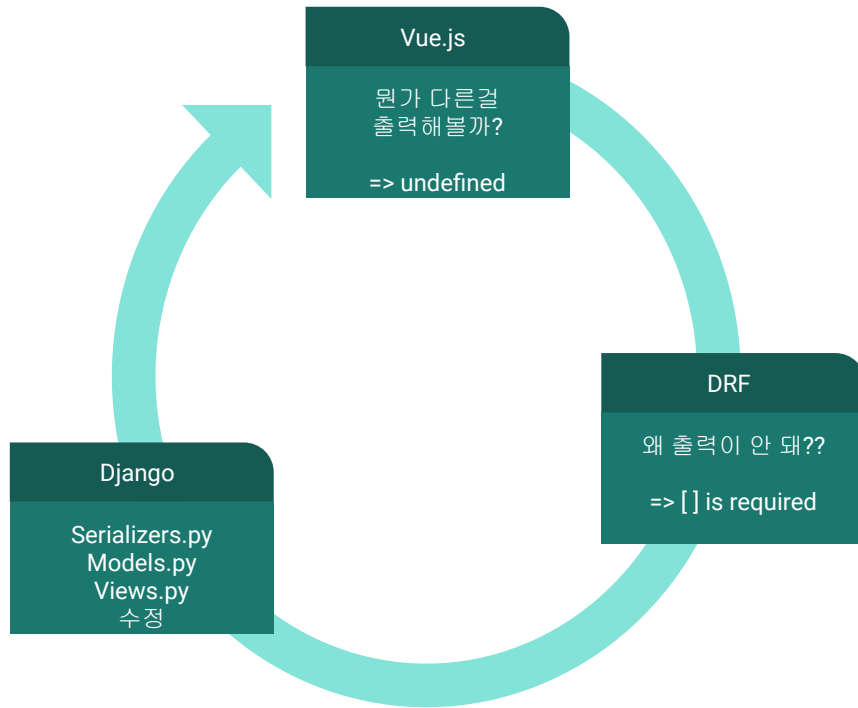 Vue.js
뭔가 다른걸
출력해볼까?
=> undefined
DRF
왜 출력이 안 돼??
=> [ ] is required
Django
Serializers.py
Models.py
Views.py
수정